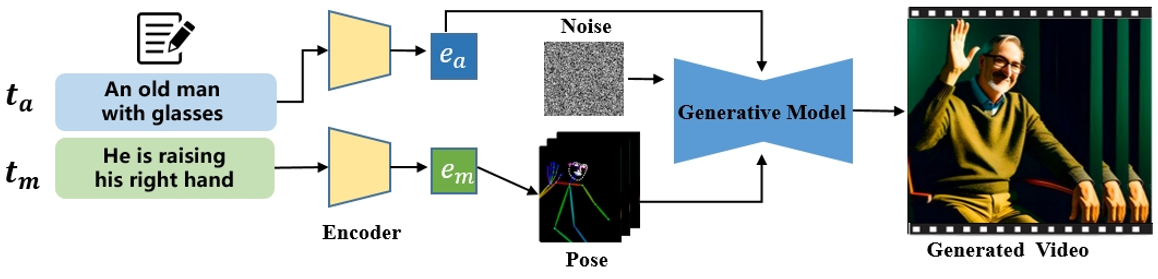 t_a
An old man
with glasses
t_m
He is raising
his right hand
Encoder
e_a
e_m
Noise
Pose
Generative Model
Generated Video